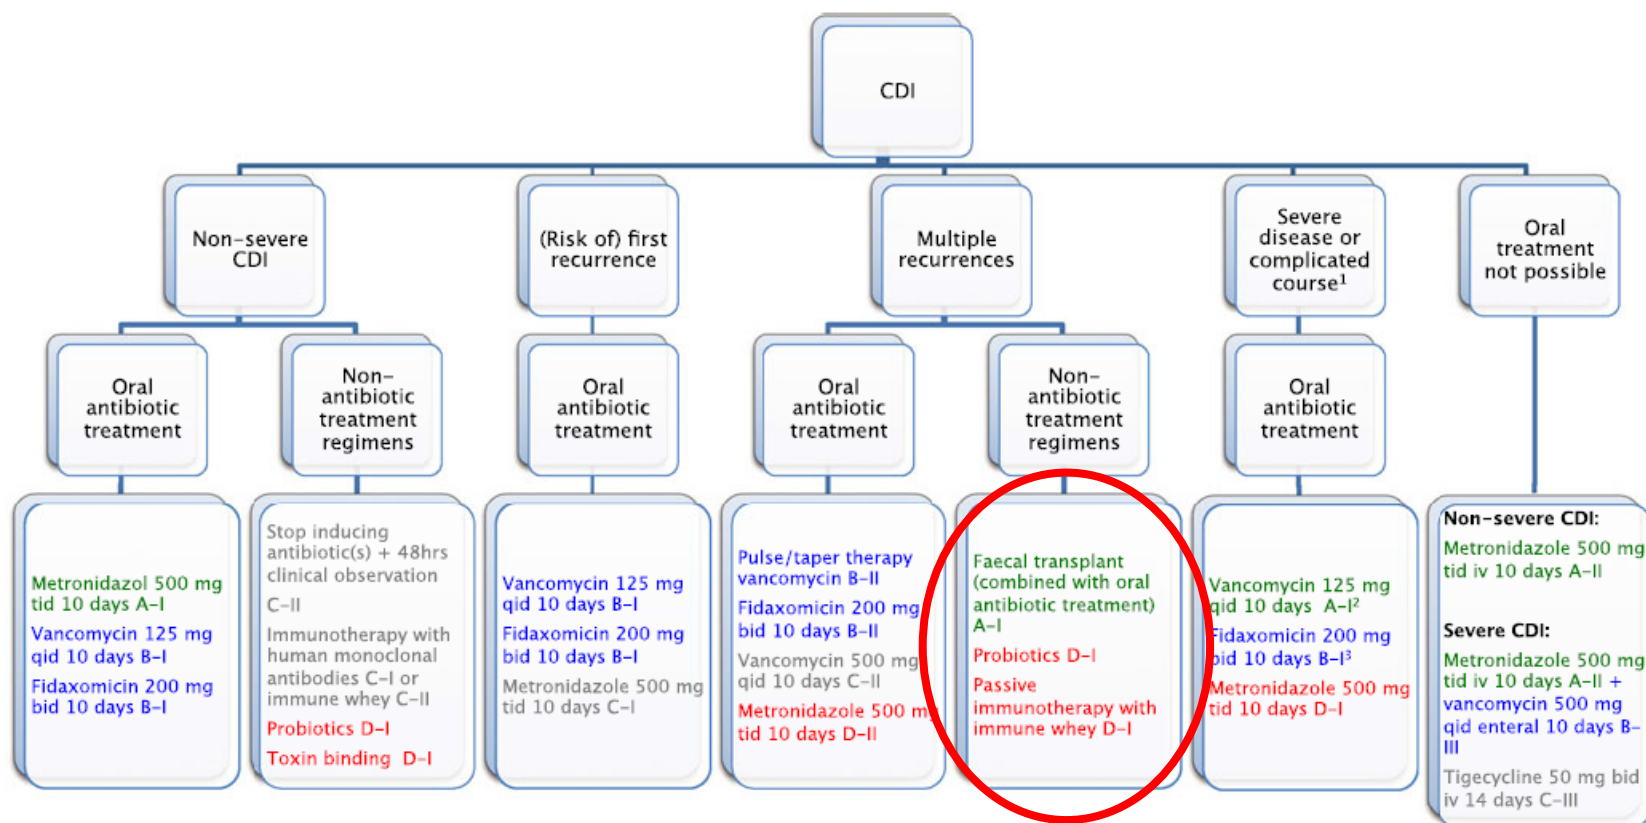 CDI
Non-severe
CDI
(Risk of) first
recurrence
Multiple
recurrences
Severe
disease or
complicated
course¹
Oral
treatment
not possible
Oral
antibiotic
treatment
Non-
antibiotic
treatment
regimens
Oral
antibiotic
treatment
Oral
antibiotic
treatment
Non-
antibiotic
treatment
regimens
Oral
antibiotic
treatment
Metronidazol 500 mg
tid 10 days A-I
Vancomycin 125 mg
qid 10 days B-I
Fidaxomicin 200 mg
bid 10 days B-I
Stop inducing
antibiotic(s) + 48hrs
clinical observation
C-II
Immunotherapy with
human monoclonal
antibodies C-I or
immune whey C-II
Probiotics D-I
Toxin binding D-I
Vancomycin 125 mg
qid 10 days B-I
Fidaxomicin 200 mg
bid 10 days B-I
Metronidazole 500 mg
tid 10 days C-I
Pulse/taper therapy
vancomycin B-II
Fidaxomicin 200 mg
bid 10 days B-II
Vancomycin 500 mg
qid 10 days C-II
Metronidazole 500 mg
tid 10 days D-II
Faecal transplant
(combined with oral
antibiotic treatment)
A-I
Probiotics D-I
Passive
immunotherapy with
immune whey D-I
Vancomycin 125 mg
qid 10 days A-I²
Fidaxomicin 200 mg
bid 10 days B-I³
Metronidazole 500 mg
tid 10 days D-I
Non-severe CDI:
Metronidazole 500 mg
tid iv 10 days A-II
Severe CDI:
Metronidazole 500 mg
tid iv 10 days A-II +
vancomycin 500 mg
qid enteral 10 days B-
III
Tigecycline 50 mg bid
iv 14 days C-III